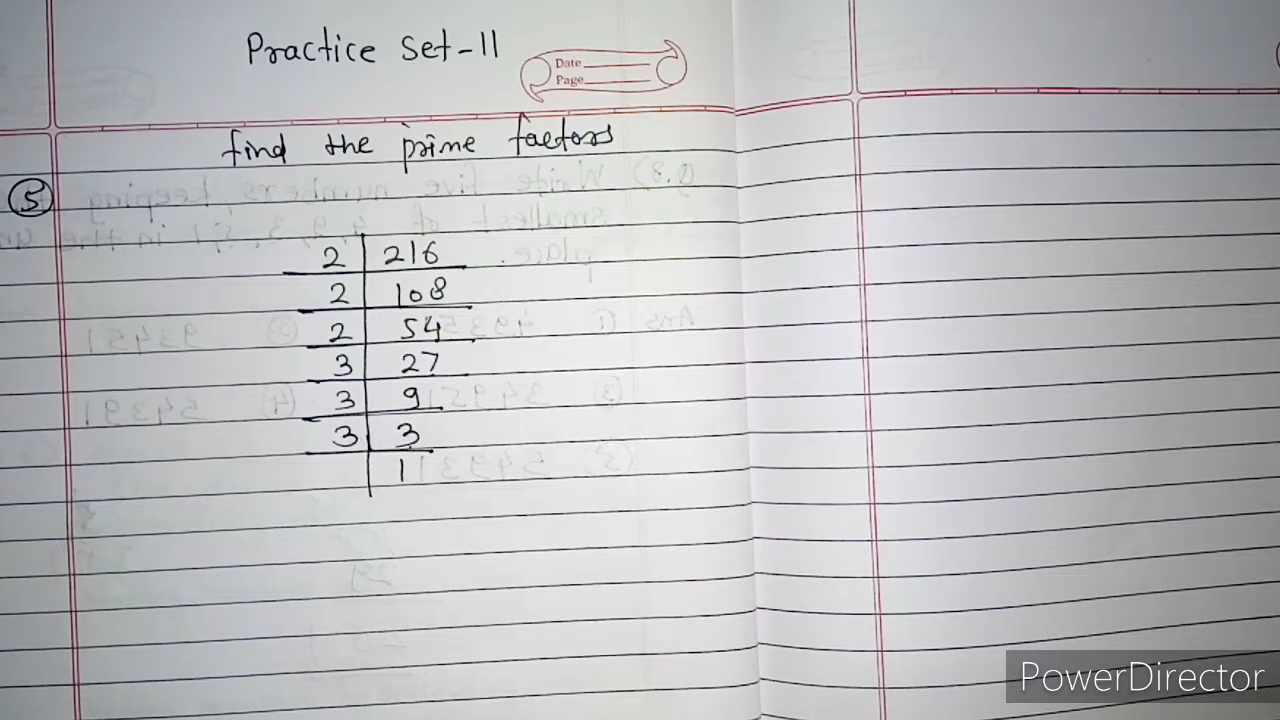 Practice Set-11
Date
Page
find the prime factors
5
2 216
2 108
2 54
3 27
3 9
3 3
1
PowerDirector